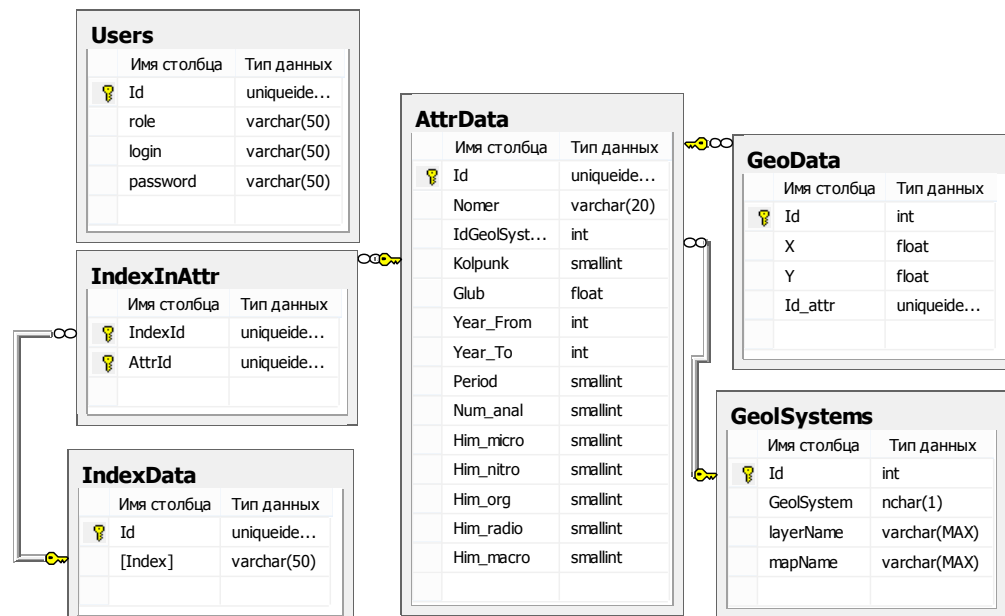 Users
Имя столбца Тип данных
Id uniqueide...
role varchar(50)
login varchar(50)
password varchar(50)
IndexInAttr
Имя столбца Тип данных
IndexId uniqueide...
AttrId uniqueide...
IndexData
Имя столбца Тип данных
Id uniqueide...
[Index] varchar(50)
AttrData
Имя столбца Тип данных
Id uniqueide...
Nomer varchar(20)
IdGeolSyst... int
Kolpunk smallint
Glub float
Year_From int
Year_To int
Period smallint
Num_anal smallint
Him_micro smallint
Him_nitro smallint
Him_org smallint
Him_radio smallint
Him_macro smallint
GeoData
Имя столбца Тип данных
Id int
X float
Y float
Id_attr uniqueide...
GeolSystems
Имя столбца Тип данных
Id int
GeolSystem nchar(1)
layerName varchar(MAX)
mapName varchar(MAX)